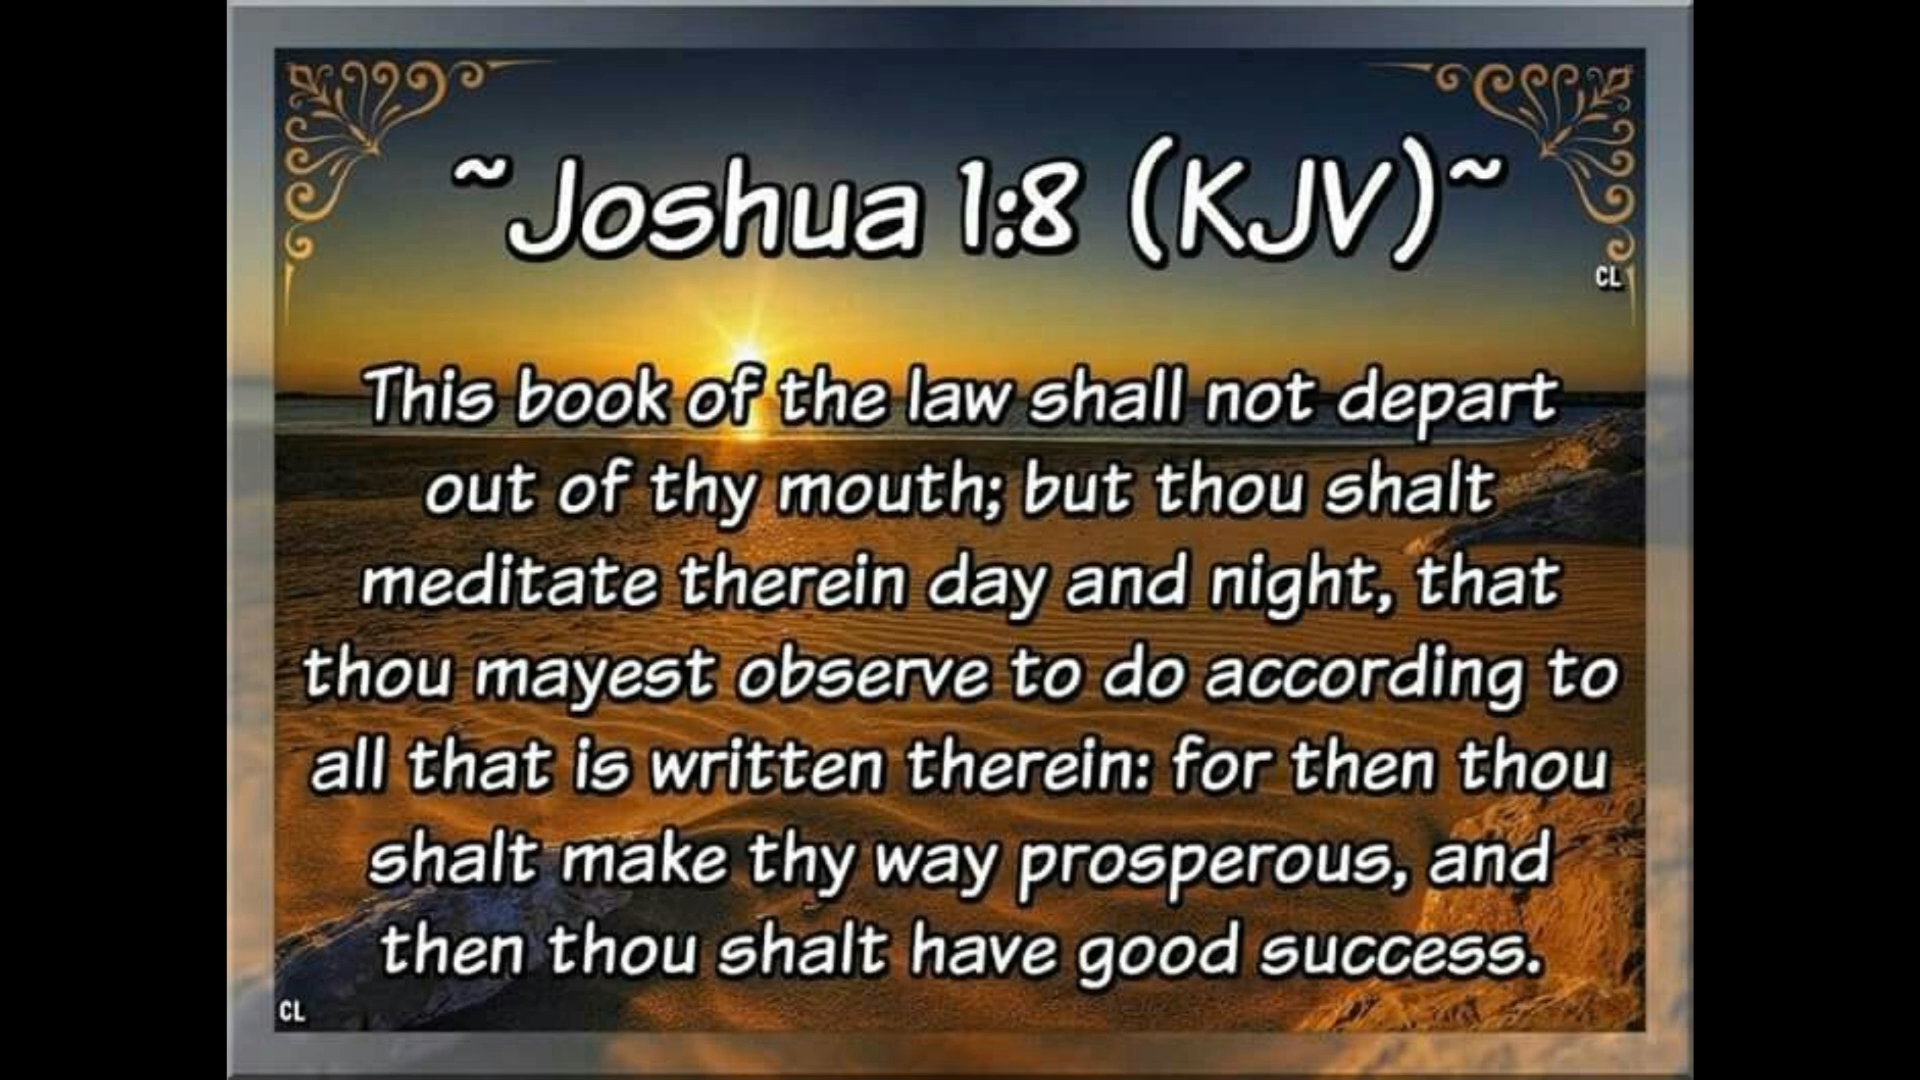 ~Joshua 1:8 (KJV)~
CL
This book of the law shall not depart
out of thy mouth; but thou shalt
meditate therein day and night, that
thou mayest observe to do according to
all that is written therein: for then thou
shalt make thy way prosperous, and
then thou shalt have good success.
CL